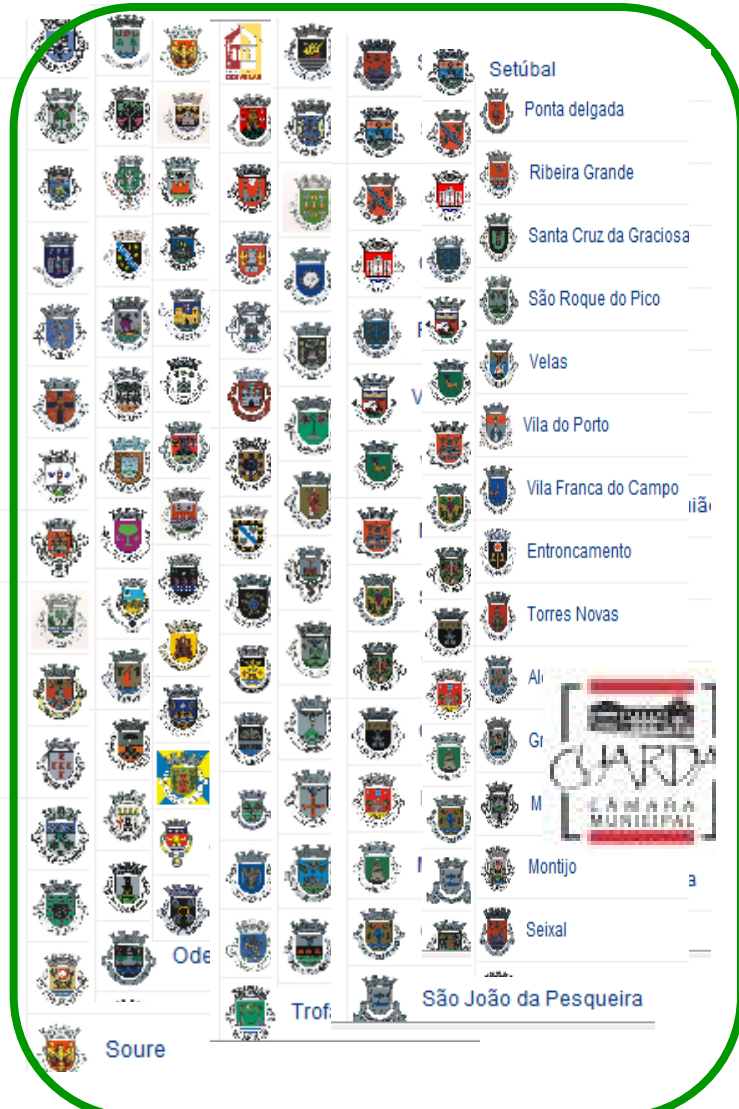 Setúbal
Ponta delgada
Ribeira Grande
Santa Cruz da Graciosa
São Roque do Pico
Velas
Vila do Porto
Vila Franca do Campo
Entroncamento
Torres Novas
GUARDA
CÂMARA
MUNICIPAL
Montijo
Seixal
Ode
São João da Pesqueira
Trof
Soure